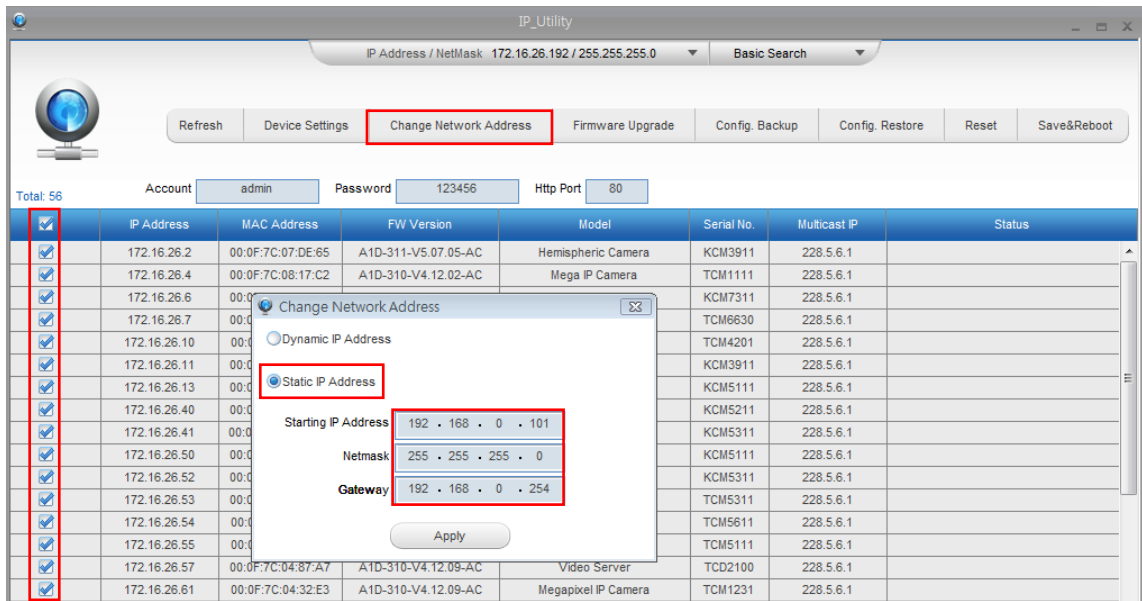 IP_Utility
IP Address / NetMask 172.16.26.192 / 255.255.255.0 Basic Search
Refresh Device Settings Change Network Address Firmware Upgrade Config. Backup Config. Restore Reset Save&Reboot
Total: 56 Account admin Password 123456 Http Port 80
IP Address MAC Address FW Version Model Serial No. Multicast IP Status
172.16.26.2 00:0F:7C:07:DE:65 A1D-311-V5.07.05-AC Hemispheric Camera KCM3911 228.5.6.1
172.16.26.4 00:0F:7C:08:17:C2 A1D-310-V4.12.02-AC Mega IP Camera TCM1111 228.5.6.1
172.16.26.6 KCM7311 228.5.6.1
172.16.26.7 TCM6630 228.5.6.1
172.16.26.10 TCM4201 228.5.6.1
172.16.26.11 KCM3911 228.5.6.1
172.16.26.13 KCM5111 228.5.6.1
172.16.26.40 KCM5211 228.5.6.1
172.16.26.41 KCM5311 228.5.6.1
172.16.26.50 KCM5111 228.5.6.1
172.16.26.52 KCM5311 228.5.6.1
172.16.26.53 TCM5311 228.5.6.1
172.16.26.54 TCM5611 228.5.6.1
172.16.26.55 TCM5111 228.5.6.1
172.16.26.57 00:0F:7C:04:87:A7 A1D-310-V4.12.09-AC Video Server TCD2100 228.5.6.1
172.16.26.61 00:0F:7C:04:32:E3 A1D-310-V4.12.09-AC Megapixel IP Camera TCM1231 228.5.6.1
Change Network Address
Dynamic IP Address
Static IP Address
Starting IP Address 192 . 168 . 0 . 101
Netmask 255 . 255 . 255 . 0
Gateway 192 . 168 . 0 . 254
Apply